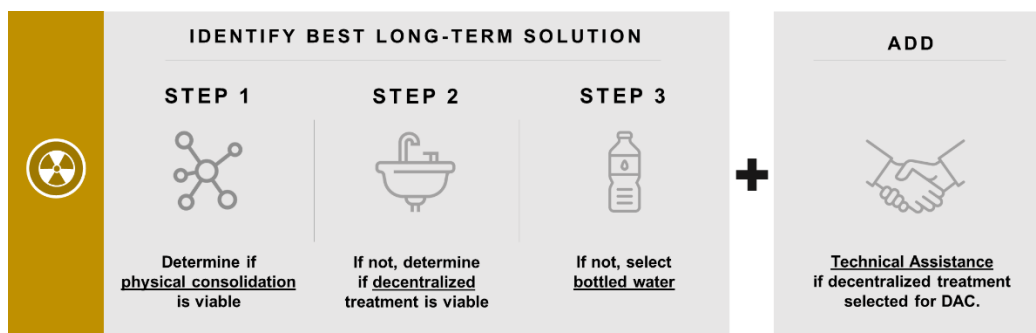 IDENTIFY BEST LONG-TERM SOLUTION
STEP 1
Determine if
physical consolidation
is viable
STEP 2
If not, determine
if decentralized
treatment is viable
STEP 3
If not, select
bottled water
ADD
Technical Assistance
if decentralized treatment
selected for DAC.